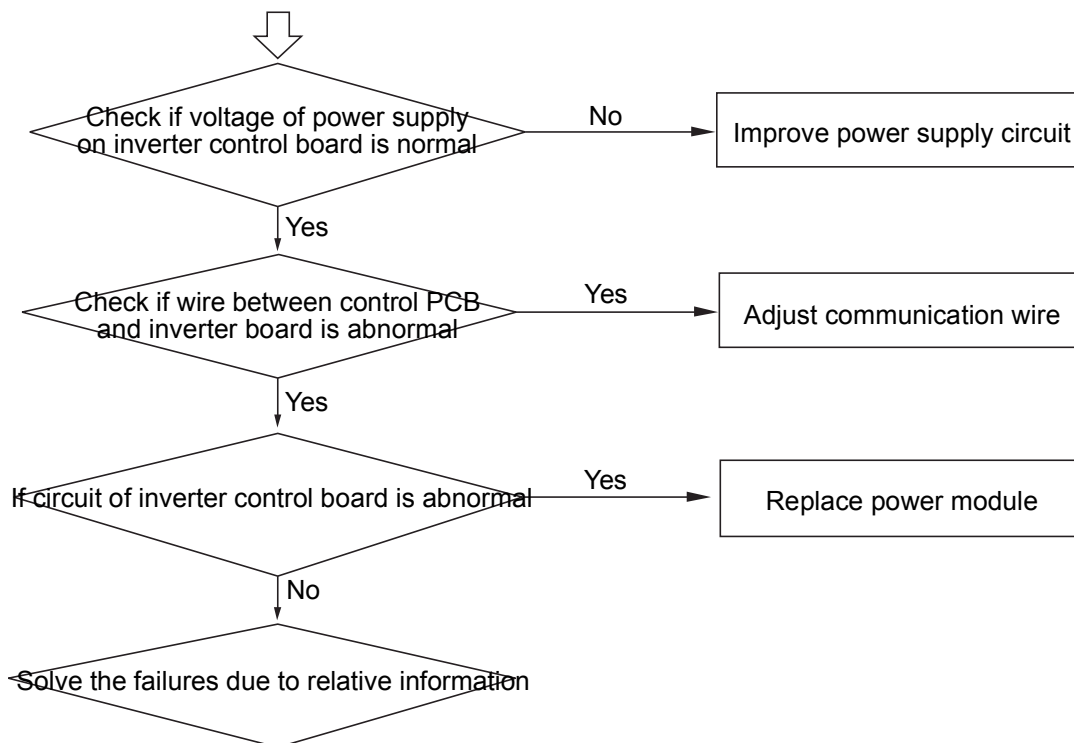 Check if voltage of power supply
on inverter control board is normal
No
Improve power supply circuit
Yes
Check if wire between control PCB
and inverter board is abnormal
Yes
Adjust communication wire
Yes
If circuit of inverter control board is abnormal
Yes
Replace power module
No
Solve the failures due to relative information